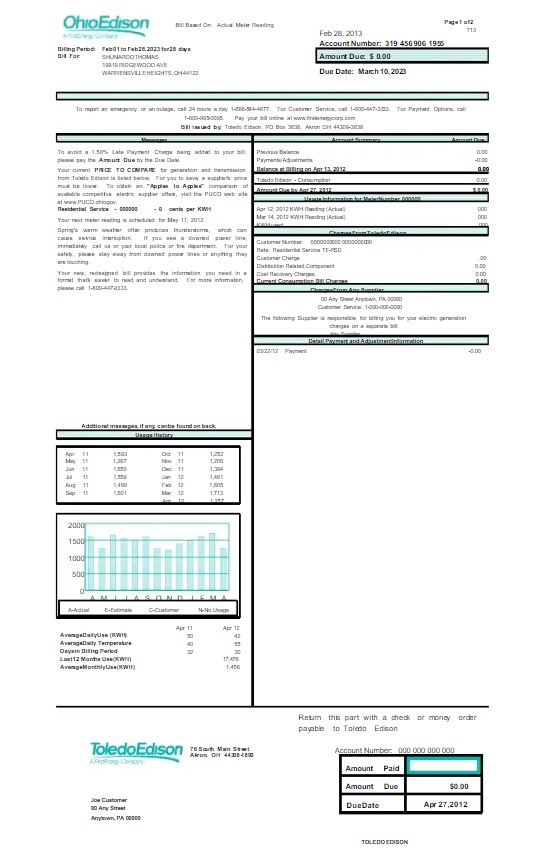 OhioEdison
A FirstEnergy Company
Bill Based On: Actual Meter Reading
Page 1 of 2
T13
Feb 28, 2013
Account Number: 319 456906 1955
Billing Period: Feb 01 to Feb 28, 2023 for 28 days
Bill For: SHUNARDOTHOMAS
19919 RIDGEWOOD AVE
WARRENSVILLE HEIGHTS, OH 44122
Amount Due: $ 0.00
Due Date: March 10, 2023
To report an emergency or an outage, call 24 hours a day 1-888-544-4877. For Customer Service, call 1-800-447-3333. For Payment Options, call
1-800-995-0095. Pay your bill online at www.firstenergycorp.com
Bill issued by: Toledo Edison, PO Box 3638, Akron OH 44309-3638
Messages
To avoid a 1.50% Late Payment Charge being added to your bill,
please pay the Amount Due by the Due Date.
Your current PRICE TO COMPARE for generation and transmission
from Toledo Edison is listed below. For you to save, a supplier's price
must be lower. To obtain an "Apples to Apples" comparison of
available competitive electric supplier offers, visit the PUCO web site
at www.PUCO.ohio.gov.
Residential Service - 000000 - 0 cents per KWH
Your next meter reading is scheduled for May 11, 2012.
Spring's warm weather often produces thunderstorms, which can
cause service interruption. If you see a downed power line,
immediately call us or your local police or fire department. For your
safety, please stay away from downed power lines or anything they
are touching.
Your new, redesigned bill provides the information you need in a
format that's easier to read and understand. For more information,
please call 1-800-447-3333.
Account Summary Amount Due
Previous Balance 0.00
Payments/Adjustments -0.00
Balance at Billing on Apr 13, 2012 0.00
Toledo Edison - Consumption 0.00
Amount Due by Apr 27, 2012 $ 0.00
Usage Information for Meter Number 000000
Apr 12, 2012 KWH Reading (Actual) 000
Mar 14, 2012 KWH Reading (Actual) 000
KWH used 000
Charges From Toledo Edison
Customer Number: 0000000000 0000000000
Rate: Residential Service TE-RSD
Customer Charge .00
Distribution Related Component 0.00
Cost Recovery Charges 0.00
Current Consumption Bill Charges 0.00
Charges From Any Supplier
00 Any Street Anytown, PA 00000
Customer Service: 1-000-000-0000
The following Supplier is responsible for billing you for your electric generation
charges on a separate bill:
Any Supplier
Detail Payment and Adjustment Information
03/22/12 Payment -0.00
Additional messages, if any, can be found on back.
Usage History
Apr 11 1,593 Oct 11 1,252
May 11 1,267 Nov 11 1,208
Jun 11 1,650 Dec 11 1,394
Jul 11 1,559 Jan 12 1,481
Aug 11 1,489 Feb 12 1,605
Sep 11 1,601 Mar 12 1,713
Apr 12 1,257
2000
1500
1000
500
0
A M J J A S O N D J F M A
A-Actual E-Estimate C-Customer N-No Usage
Apr 11 Apr 12
Average Daily Use (KWH) 50 42
Average Daily Temperature 40 55
Days in Billing Period 32 30
Last 12 Months Use (KWH) 17,476
Average Monthly Use (KWH) 1,456
Return this part with a check or money order
payable to Toledo Edison
ToledoEdison
A FirstEnergy Company
76 South Main Street
Akron, OH 44308-1890
Account Number: 000 000 000 000
Amount Paid
Amount Due $0.00
Due Date Apr 27, 2012
Joe Customer
00 Any Street
Anytown, PA 00000
TOLEDO EDISON